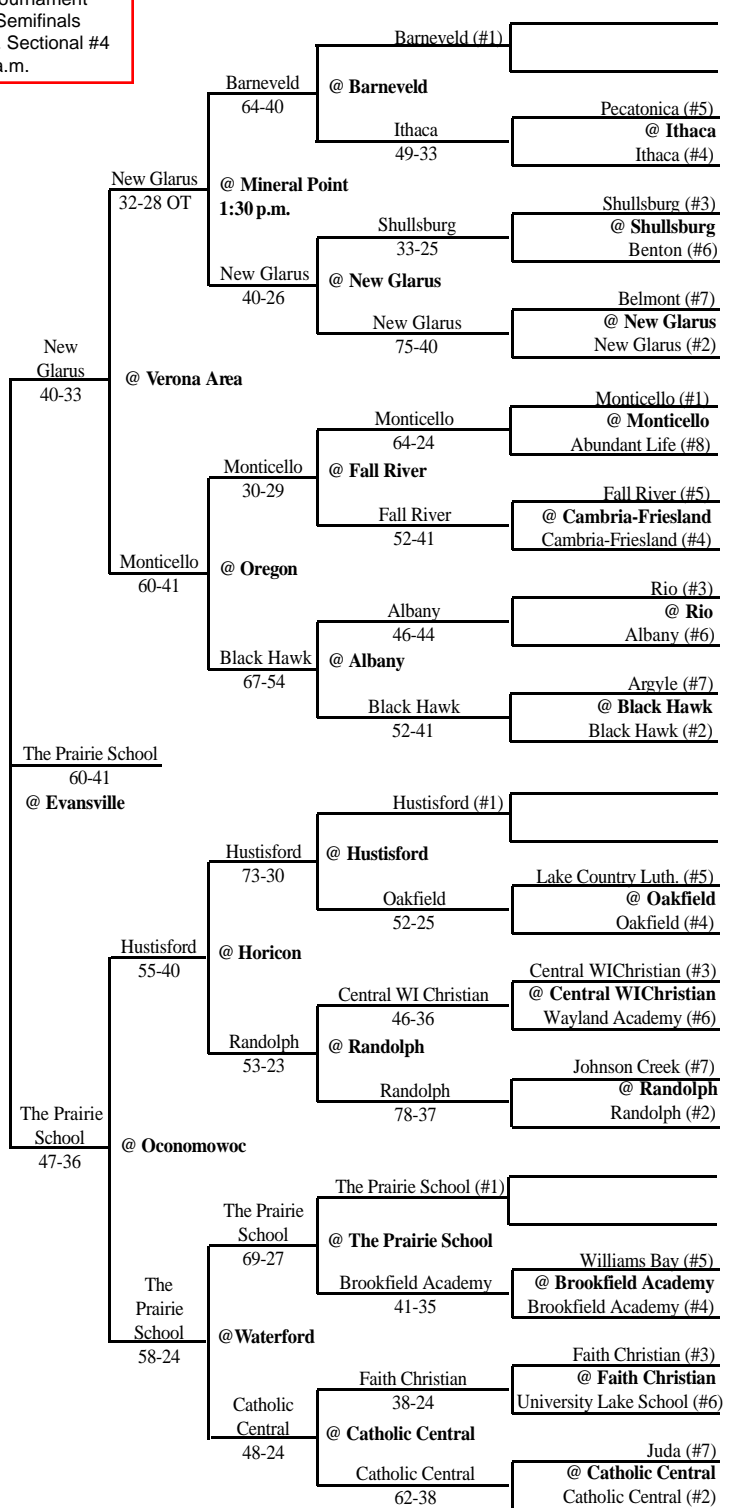 ournament
Semifinals
Sectional #4
a.m.
Barneveld (#1)
Barneveld
64-40
@ Barneveld
Pecatonica (#5)
Ithaca
@ Ithaca
49-33
Ithaca (#4)
New Glarus
@ Mineral Point
32-28 OT
1:30 p.m.
Shullsburg (#3)
Shullsburg
@ Shullsburg
33-25
Benton (#6)
New Glarus
@ New Glarus
40-26
Belmont (#7)
New Glarus
@ New Glarus
75-40
New Glarus (#2)
New
Glarus
40-33
@ Verona Area
Monticello (#1)
Monticello
@ Monticello
64-24
Abundant Life (#8)
Monticello
@ Fall River
30-29
Fall River (#5)
Fall River
@ Cambria-Friesland
52-41
Cambria-Friesland (#4)
Monticello
@ Oregon
60-41
Rio (#3)
Albany
@ Rio
46-44
Albany (#6)
Black Hawk
@ Albany
67-54
Argyle (#7)
Black Hawk
@ Black Hawk
52-41
Black Hawk (#2)
The Prairie School
60-41
@ Evansville
Hustisford (#1)
Hustisford
@ Hustisford
73-30
Lake Country Luth. (#5)
Oakfield
@ Oakfield
52-25
Oakfield (#4)
Hustisford
@ Horicon
55-40
Central WIChristian (#3)
Central WI Christian
@ Central WIChristian
46-36
Wayland Academy (#6)
Randolph
@ Randolph
53-23
Johnson Creek (#7)
Randolph
@ Randolph
78-37
Randolph (#2)
The Prairie
School
47-36
@ Oconomowoc
The Prairie School (#1)
The Prairie
School
69-27
@ The Prairie School
Williams Bay (#5)
Brookfield Academy
@ Brookfield Academy
41-35
Brookfield Academy (#4)
The
Prairie
School
58-24
@Waterford
Faith Christian (#3)
Faith Christian
@ Faith Christian
38-24
University Lake School (#6)
Catholic
Central
48-24
@ Catholic Central
Juda (#7)
Catholic Central
@ Catholic Central
62-38
Catholic Central (#2)